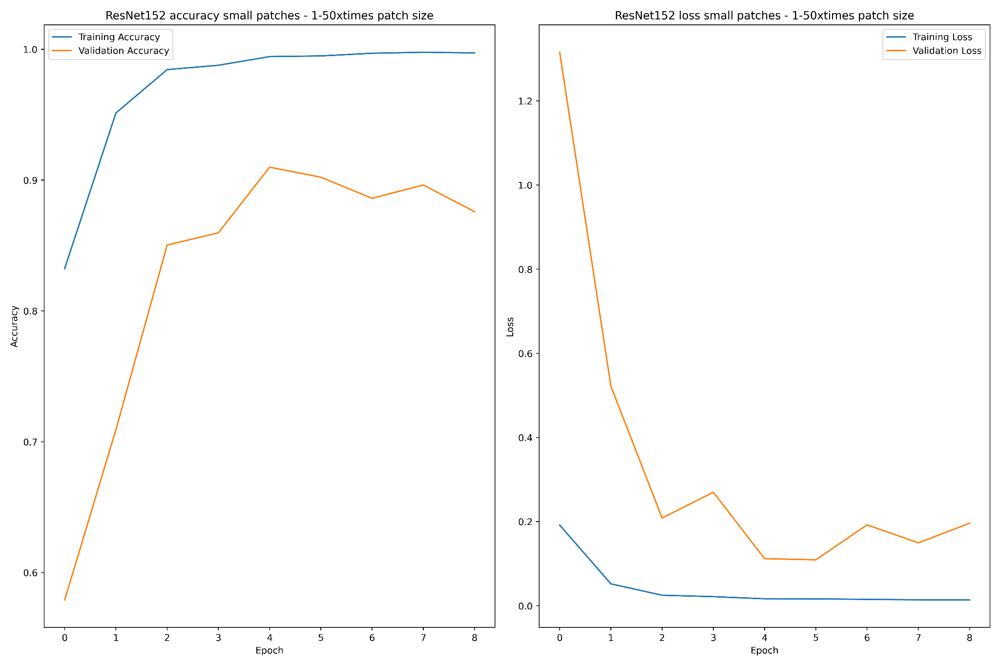 ResNet152 accuracy small patches - 1-50xtimes patch size
Training Accuracy
Validation Accuracy
1.0
0.9
0.8
0.7
0.6
Accuracy
0 1 2 3 4 5 6 7 8
Epoch
ResNet152 loss small patches - 1-50xtimes patch size
Training Loss
Validation Loss
1.2
1.0
0.8
0.6
0.4
0.2
0.0
Loss
0 1 2 3 4 5 6 7 8
Epoch